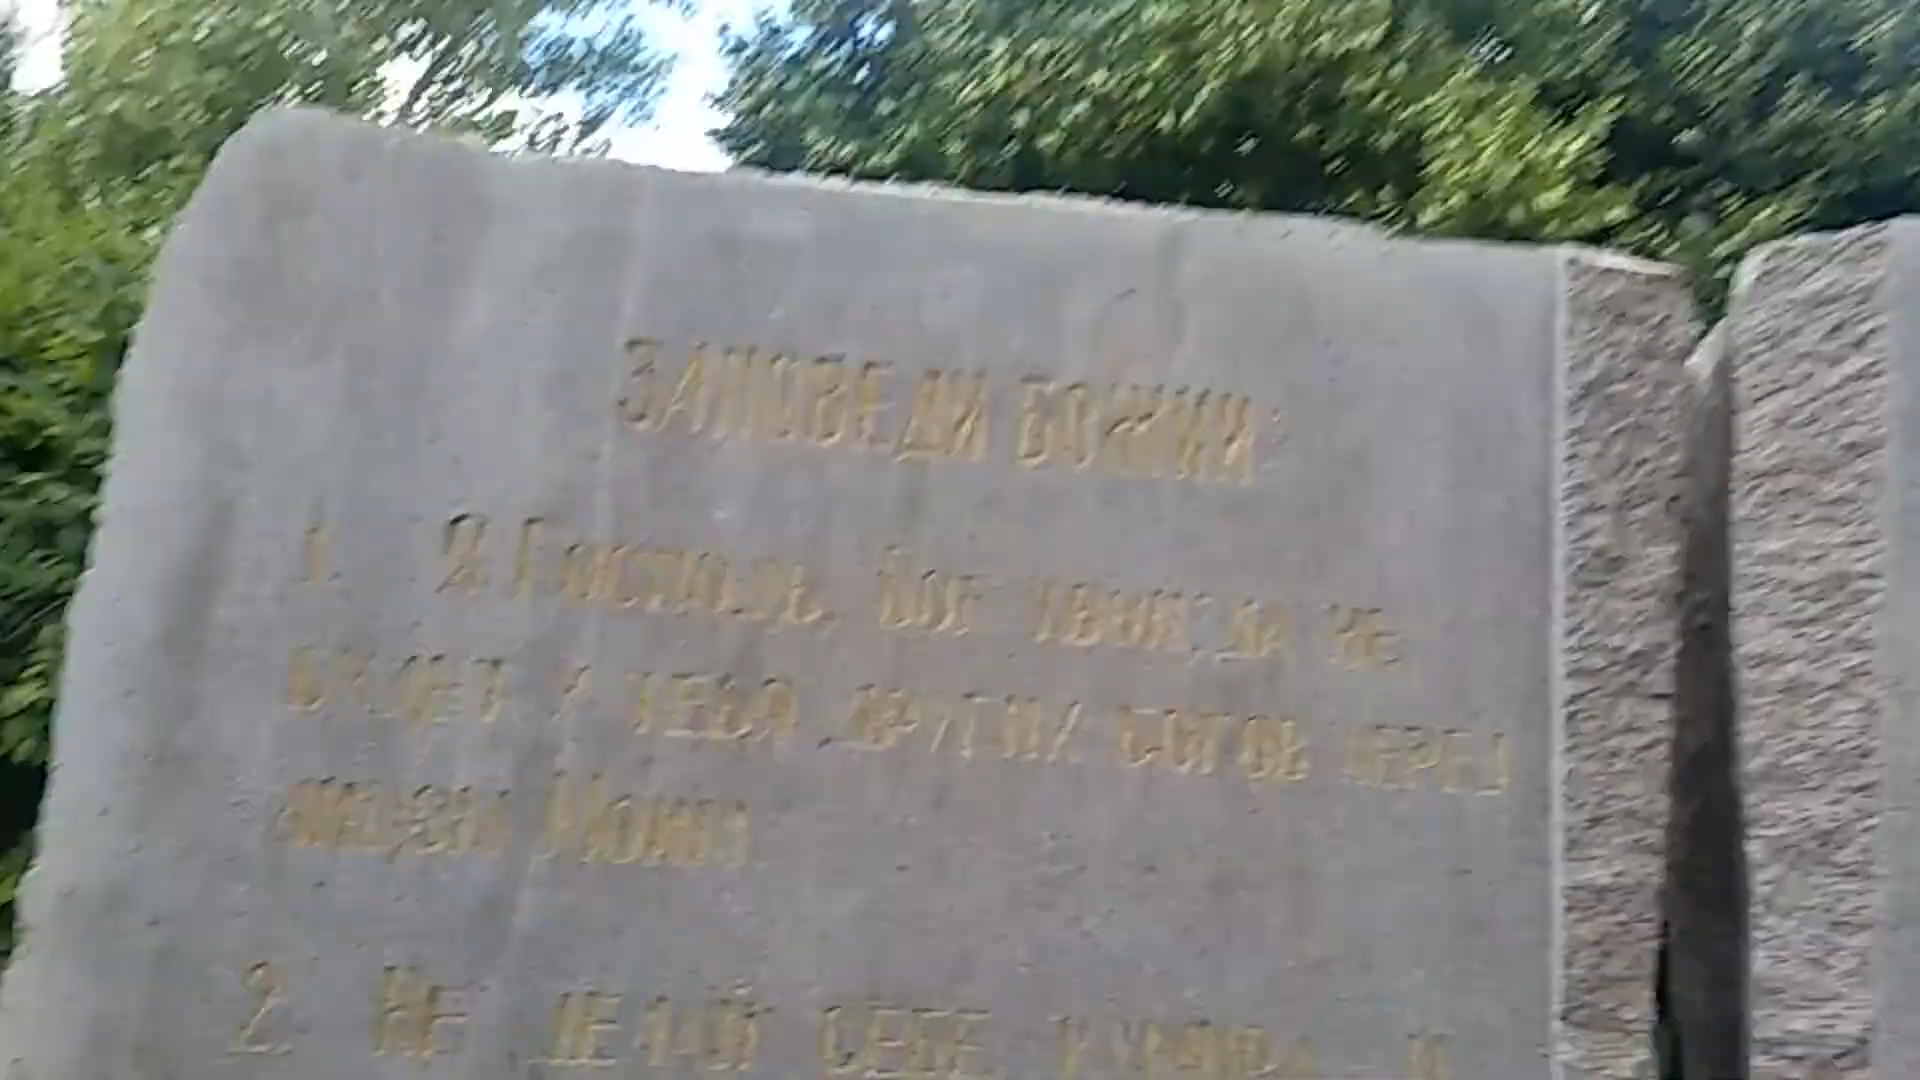 ЗАПОВЕДИ БОЖИИ:
1. Я Господь, Бог твой, да не
будет у тебя других богов перед
лицом Моим
2. Не делай себе кумира и